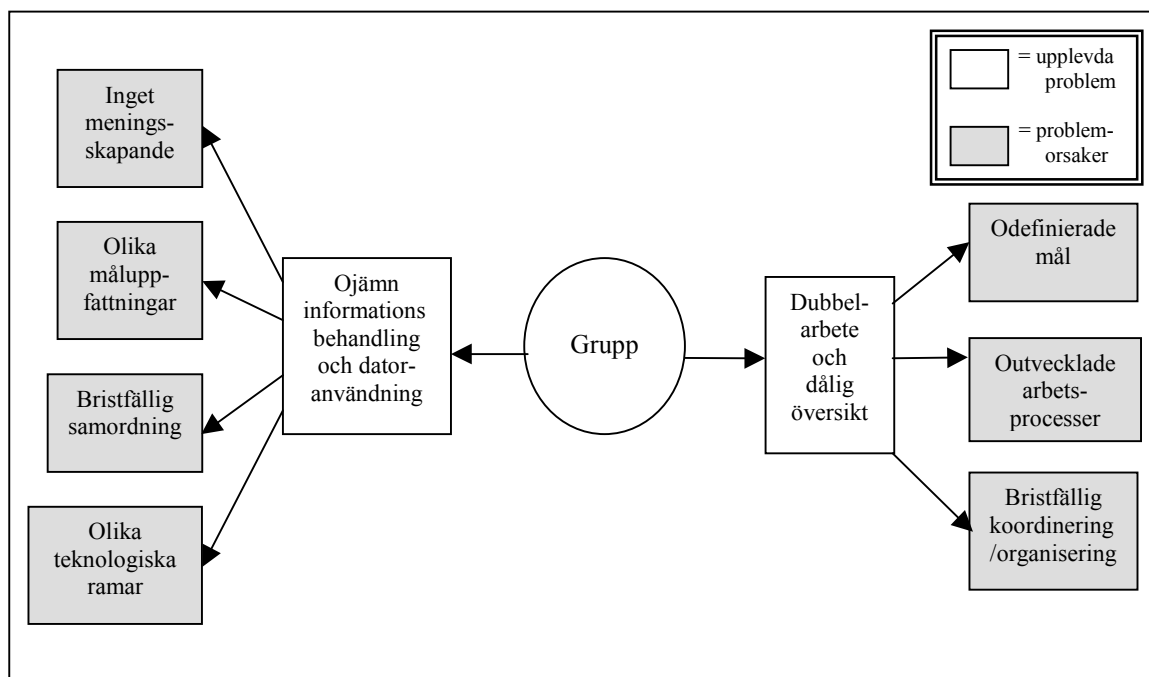 Inget
menings-
skapande
Olika
målupp-
fattningar
Bristfällig
samordning
Olika
teknologiska
ramar
Ojämn
informations
behandling
och dator-
användning
Grupp
Dubbel-
arbete
och
dålig
översikt
= upplevda
problem
= problem-
orsaker
Odefinierade
mål
Outvecklade
arbets-
processer
Bristfällig
koordinering
/organisering